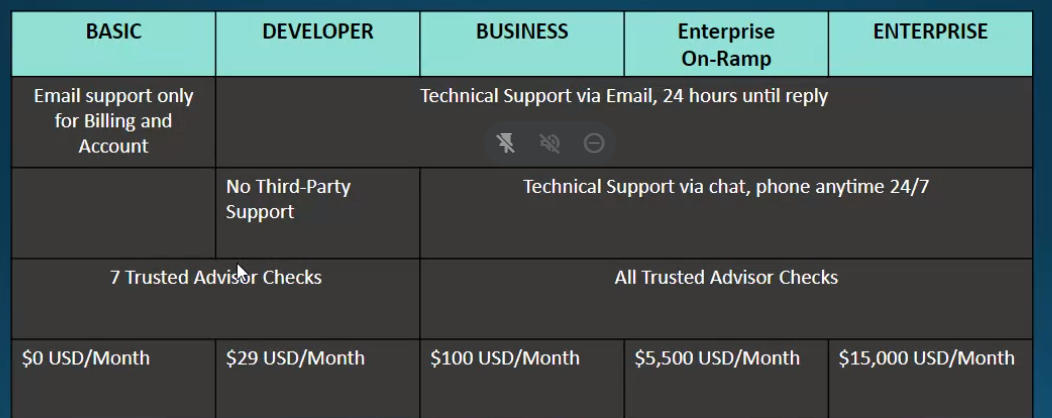 BASIC
DEVELOPER
BUSINESS
Enterprise
On-Ramp
ENTERPRISE
Email support only
for Billing and
Account
Technical Support via Email, 24 hours until reply
No Third-Party
Support
Technical Support via chat, phone anytime 24/7
7 Trusted Advisor Checks
All Trusted Advisor Checks
$0 USD/Month
$29 USD/Month
$100 USD/Month
$5,500 USD/Month
$15,000 USD/Month